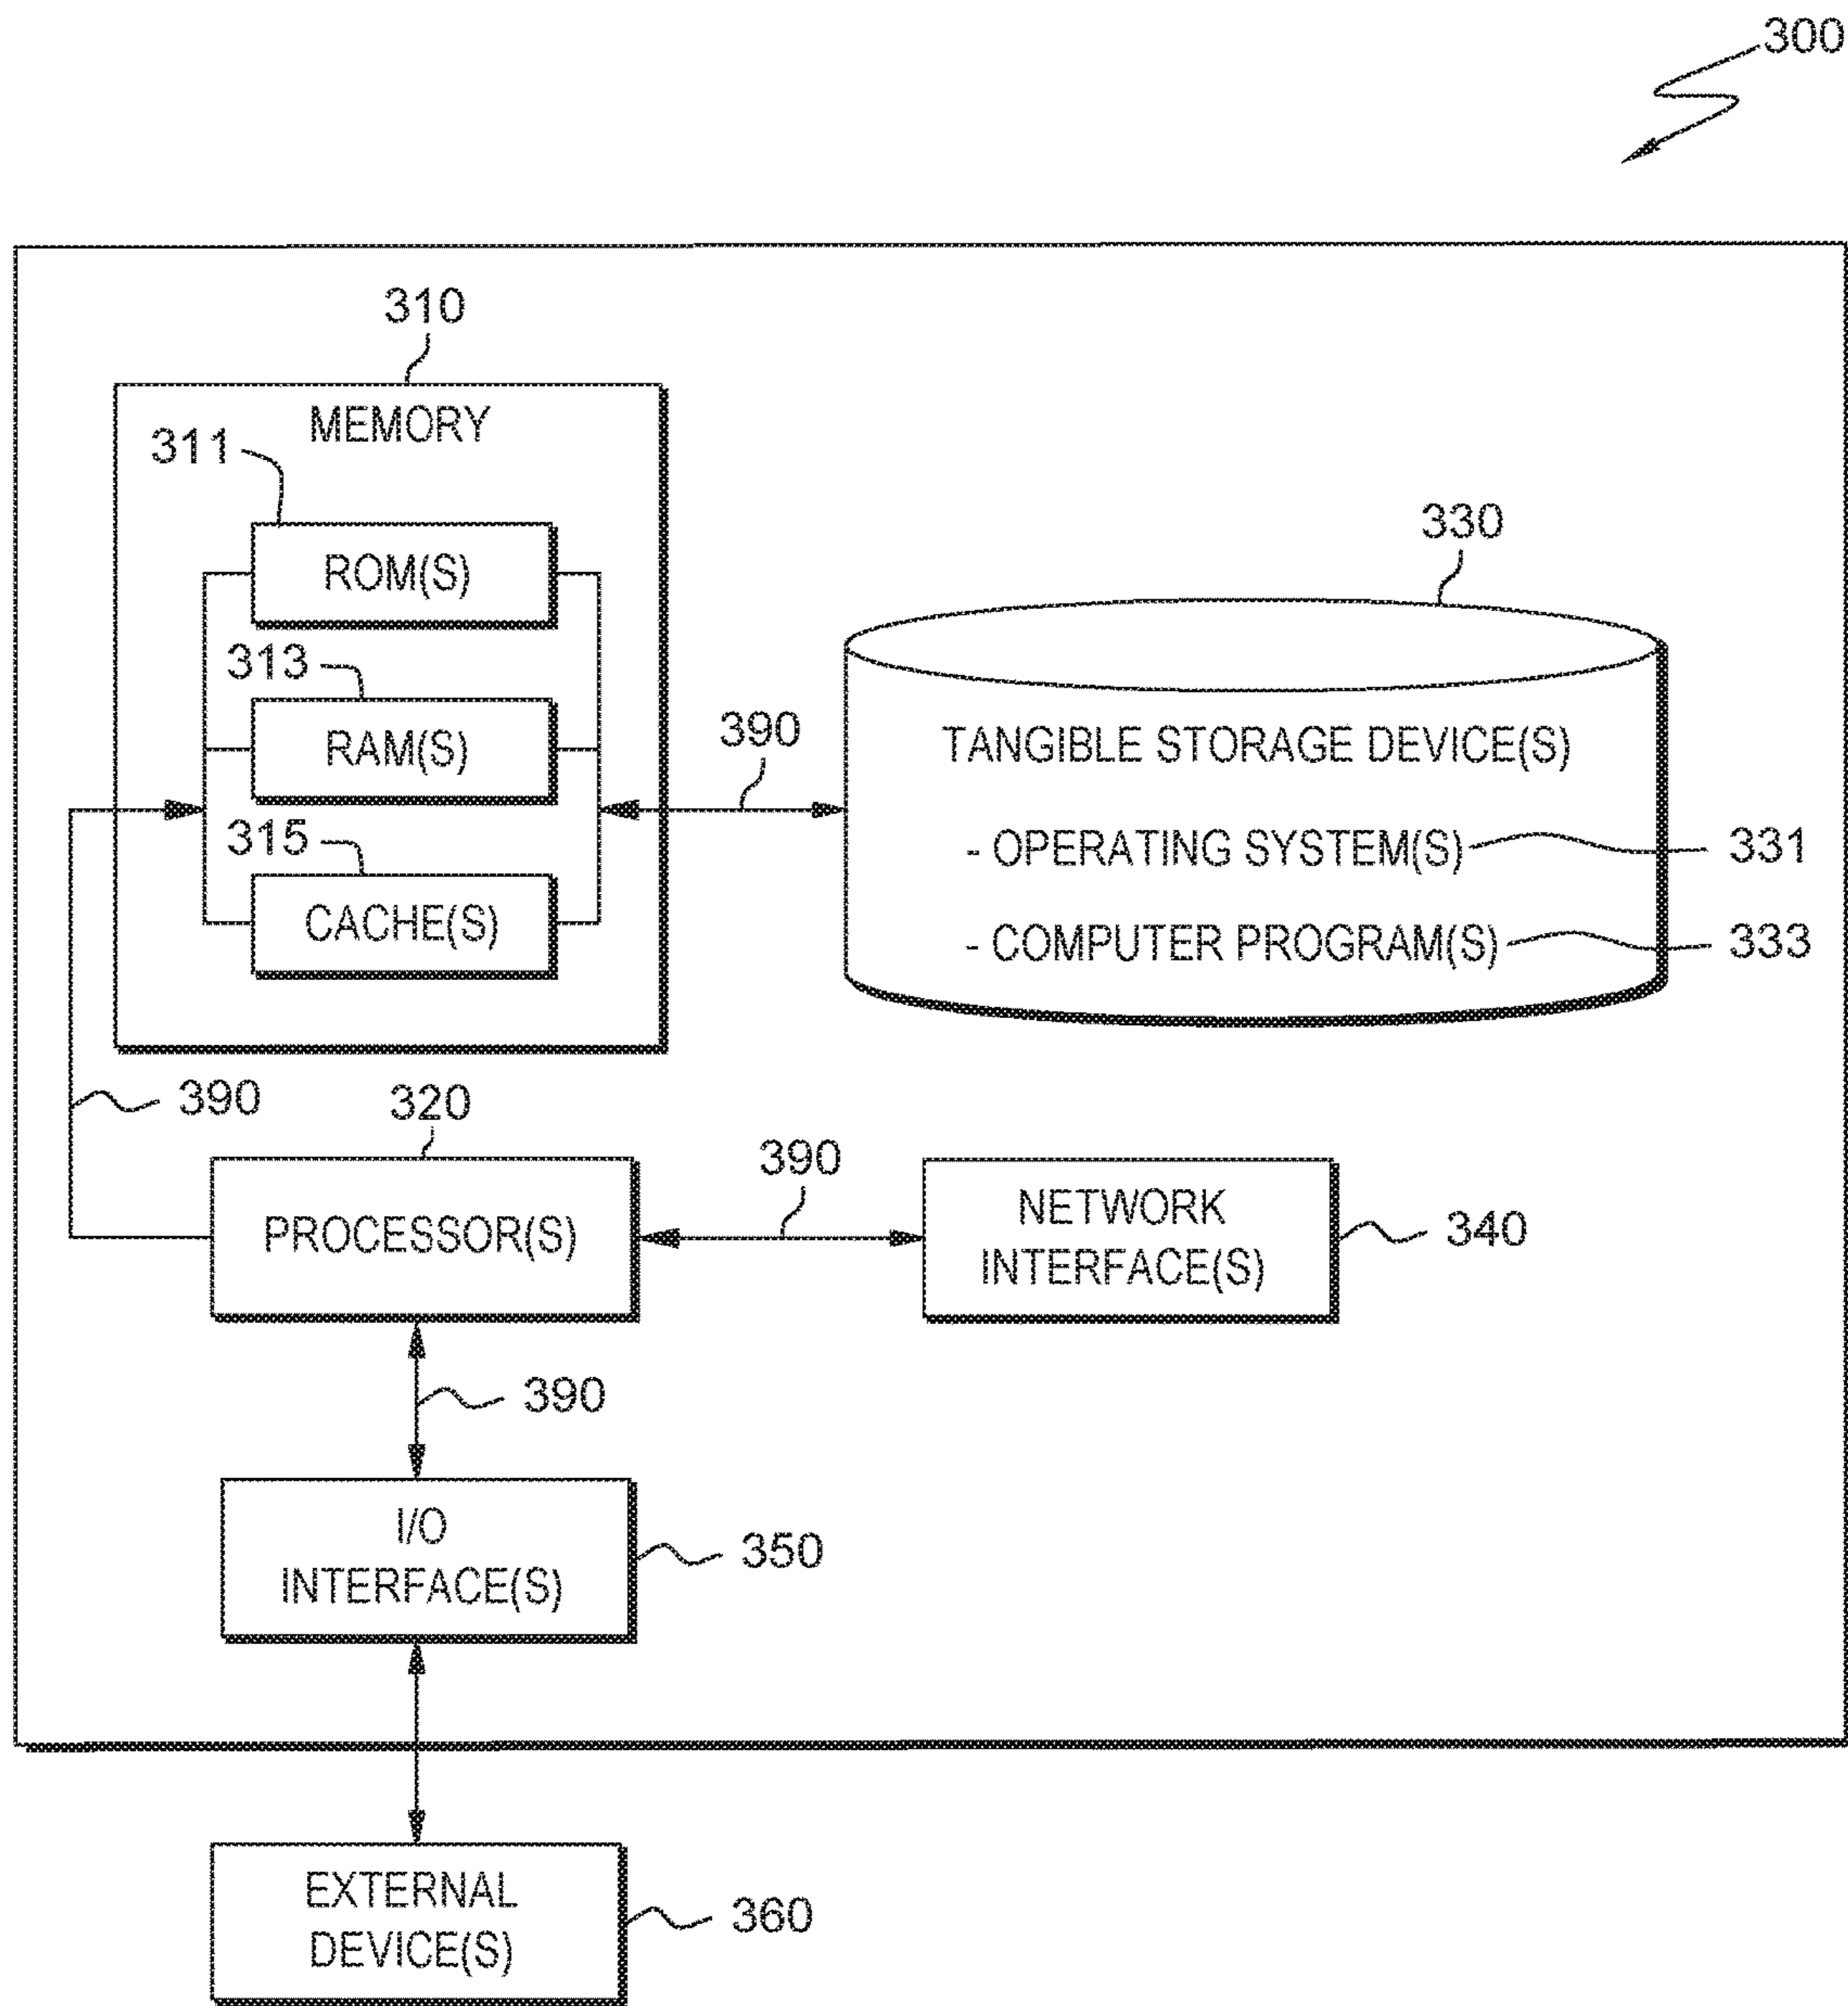 300
310
MEMORY
311
ROM(S)
330
313
RAM(S)
390
TANGIBLE STORAGE DEVICE(S)
315
- OPERATING SYSTEM(S)
331
CACHE(S)
- COMPUTER PROGRAM(S)
333
390
320
390
PROCESSOR(S)
NETWORK
INTERFACE(S)
340
390
I/O
INTERFACE(S)
350
EXTERNAL
DEVICE(S)
360